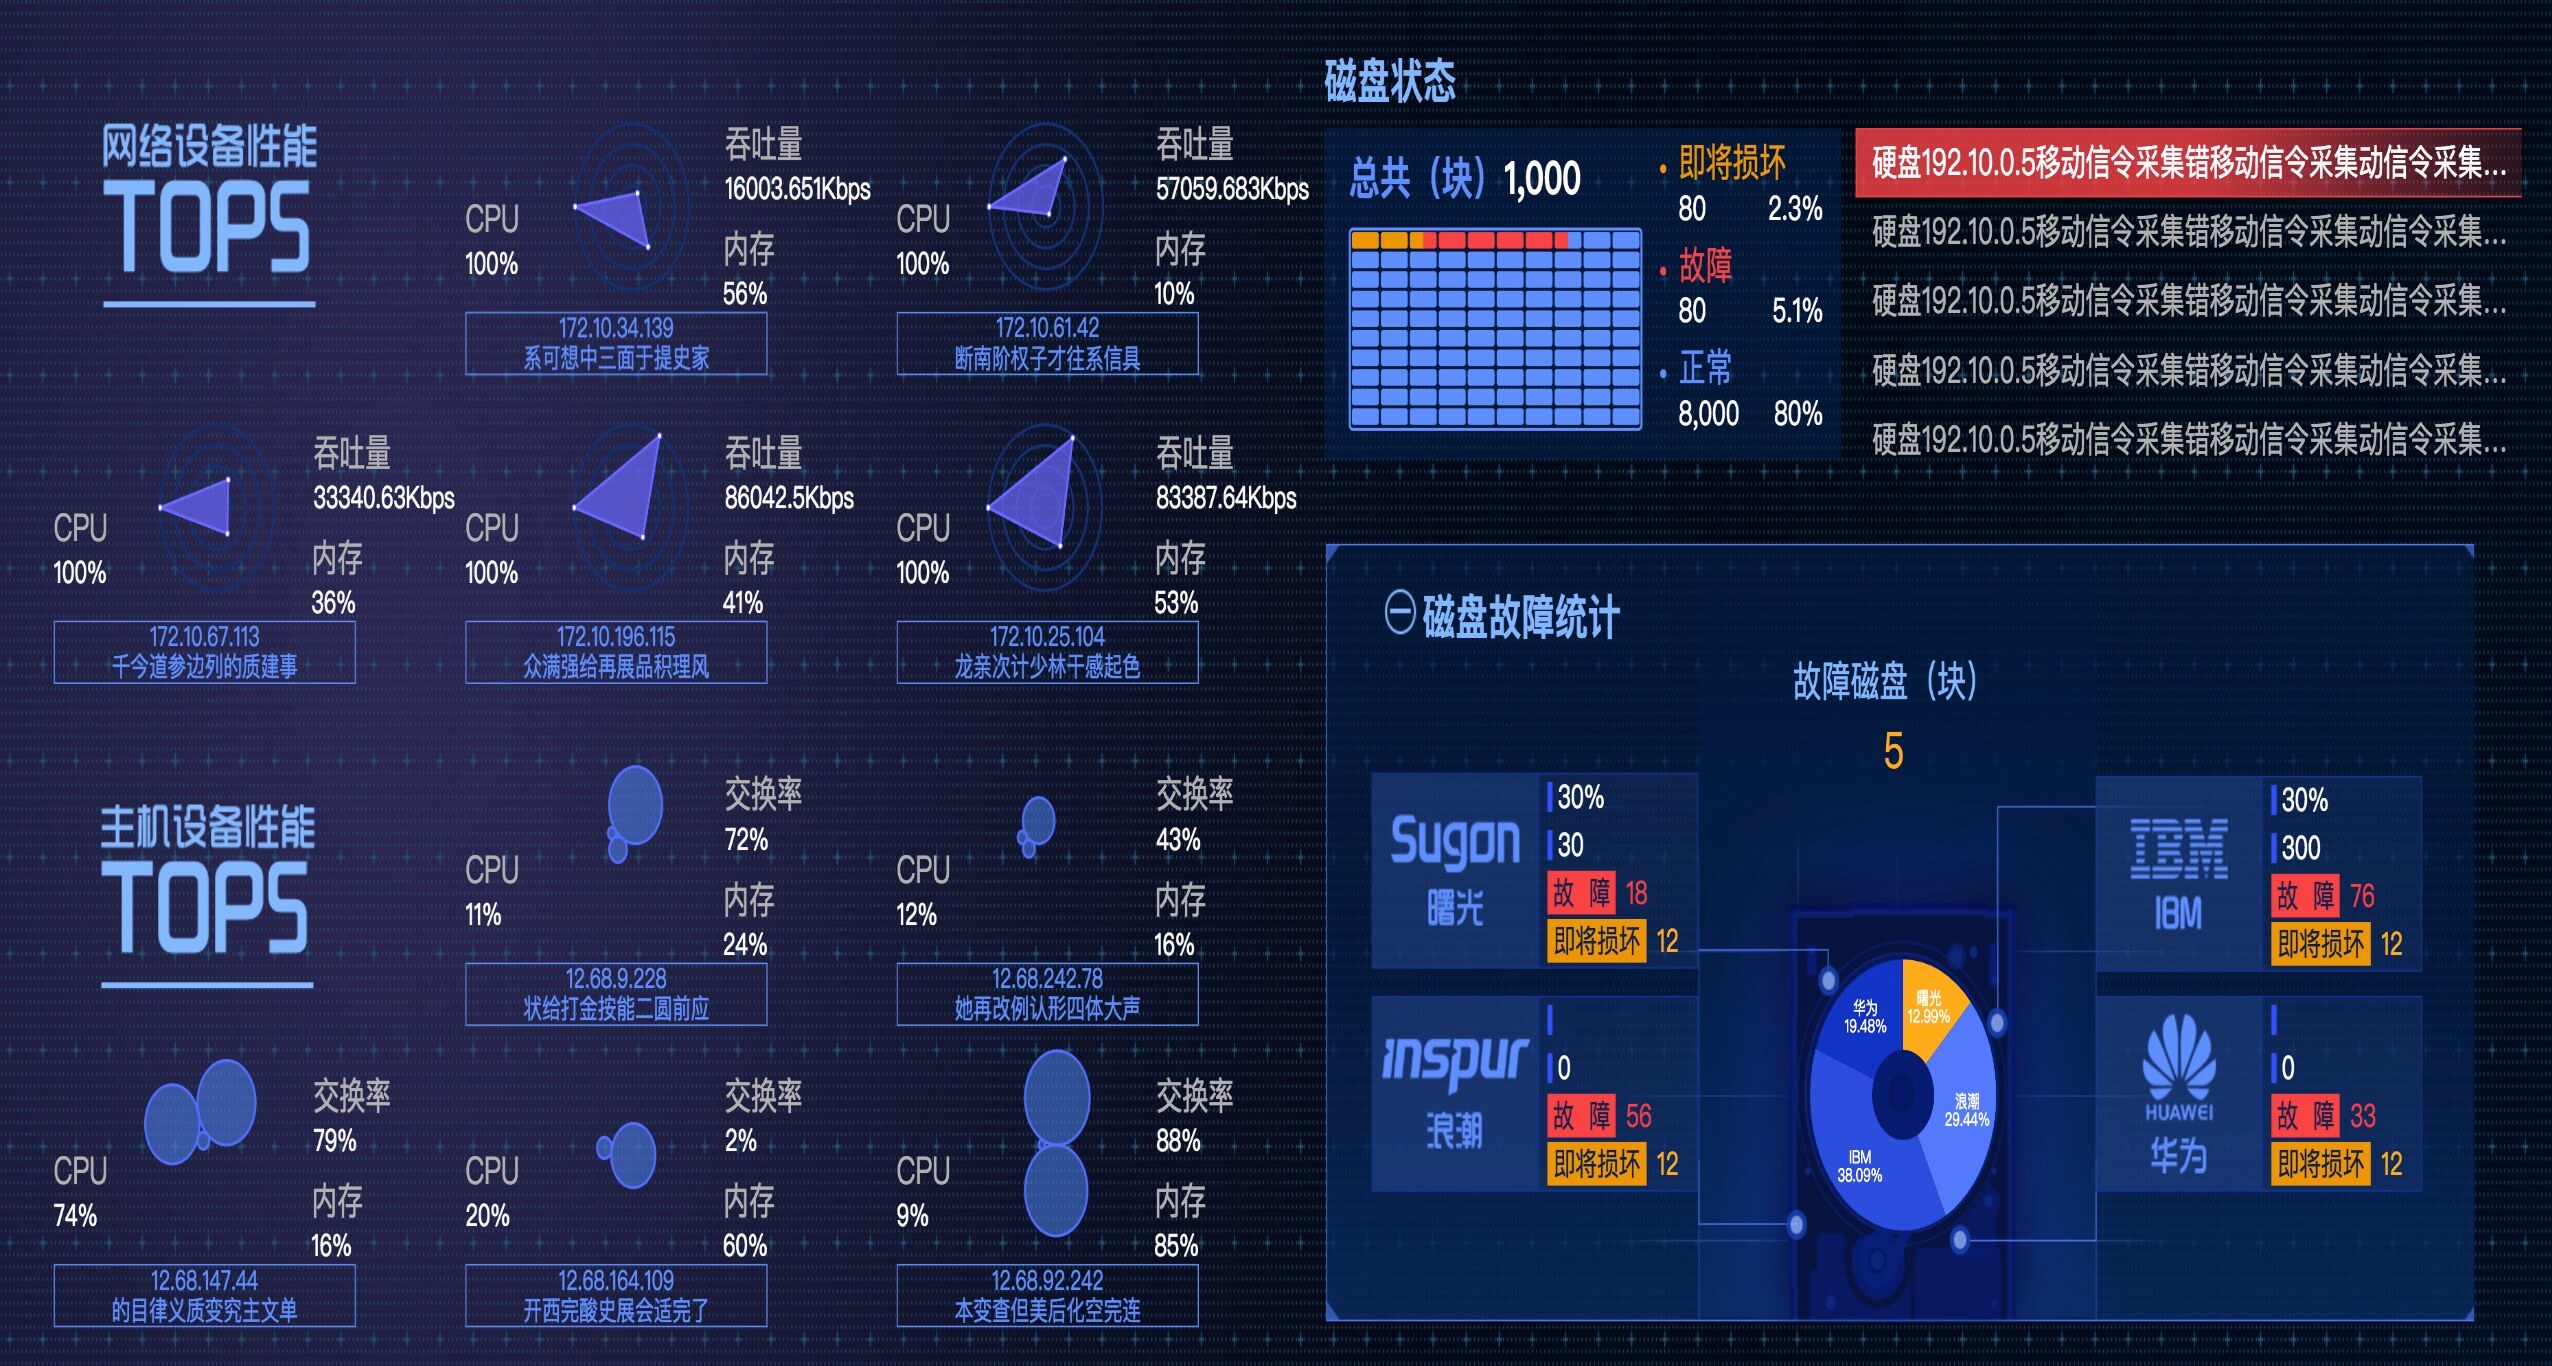 网络设备性能
TOPS
CPU
100%
吞吐量
16003.651Kbps
内存
56%
172.10.34.139
系可想中三面于提史家
CPU
100%
吞吐量
57059.683Kbps
内存
10%
172.10.61.42
断南阶权子才往系信具
CPU
100%
吞吐量
33340.63Kbps
内存
36%
172.10.67.113
千今道参边列的质建事
CPU
100%
吞吐量
86042.5Kbps
内存
41%
172.10.196.115
众满强给再展品积理风
CPU
100%
吞吐量
83387.64Kbps
内存
53%
172.10.25.104
龙亲次计少林干感起色
主机设备性能
TOPS
CPU
11%
交换率
72%
内存
24%
12.68.9.228
状给打金按能二圆前应
CPU
12%
交换率
43%
内存
16%
12.68.242.78
她再改例认形四体大声
CPU
74%
交换率
79%
内存
16%
12.68.147.44
的目律义质变究主文单
CPU
20%
交换率
2%
内存
60%
12.68.164.109
开西完酸史展会适完了
CPU
9%
交换率
88%
内存
85%
12.68.92.242
本变查但美后化空完连
磁盘状态
总共（块）1,000
即将损坏
80 2.3%
故障
80 5.1%
正常
8,000 80%
硬盘192.10.0.5移动信令采集错移动信令采集动信令采集...
硬盘192.10.0.5移动信令采集错移动信令采集动信令采集...
硬盘192.10.0.5移动信令采集错移动信令采集动信令采集...
硬盘192.10.0.5移动信令采集错移动信令采集动信令采集...
硬盘192.10.0.5移动信令采集错移动信令采集动信令采集...
磁盘故障统计
故障磁盘（块）
5
Sugon
曙光
30%
30
故障 18
即将损坏 12
IBM
IBM
30%
300
故障 76
即将损坏 12
inspur
浪潮
0
故障 56
即将损坏 12
HUAWEI
华为
0
故障 33
即将损坏 12
华为
19.48%
曙光
12.99%
浪潮
29.44%
IBM
38.09%